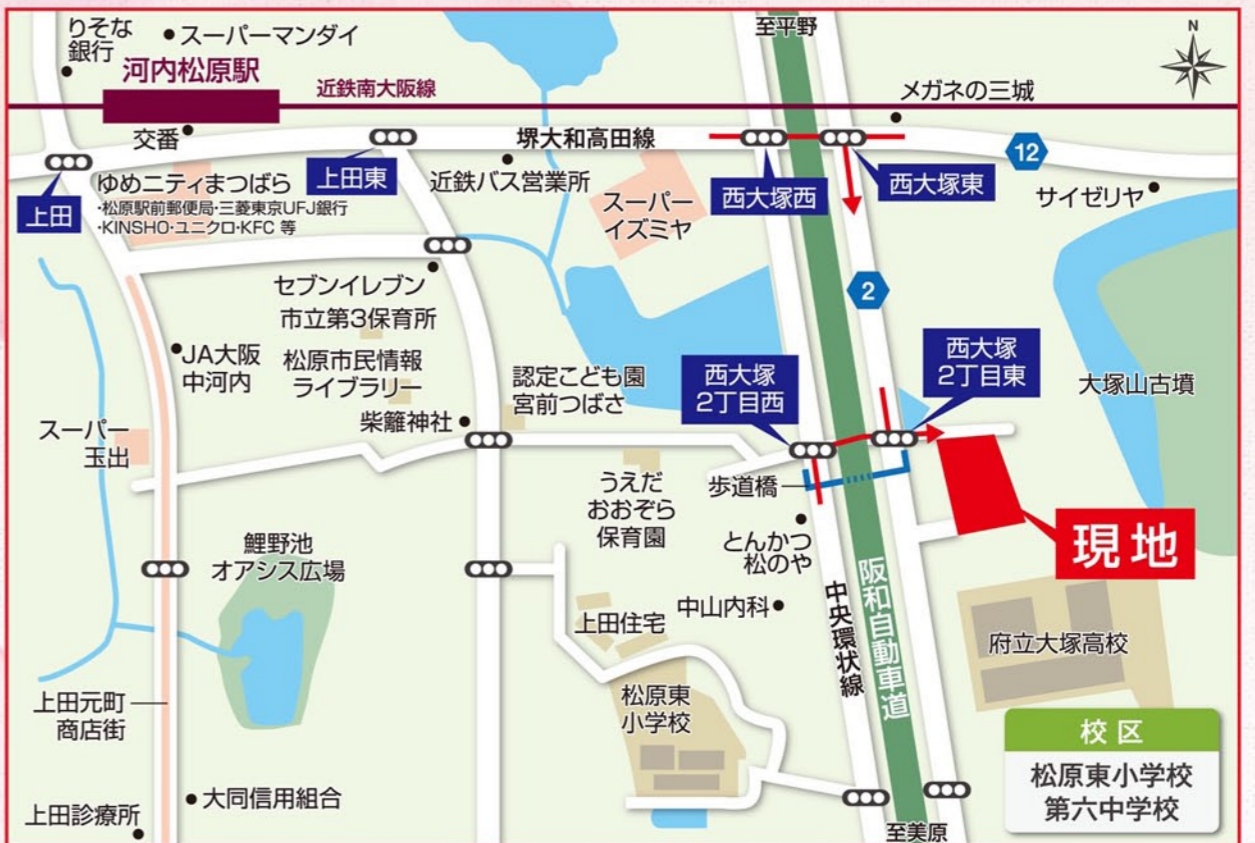 りそな
銀行
スーパーマンダイ
河内松原駅
近鉄南大阪線
至平野
N
メガネの三城
交番
堺大和高田線
12
上田
ゆめニティまつばら
・松原駅前郵便局・三菱東京UFJ銀行
・KINSHO・ユニクロ・KFC 等
上田東
近鉄バス営業所
スーパー
イズミヤ
西大塚西
西大塚東
サイゼリヤ
2
セブンイレブン
市立第3保育所
松原市民情報
ライブラリー
柴籬神社
JA大阪
中河内
認定こども園
宮前つばさ
西大塚
2丁目西
西大塚
2丁目東
大塚山古墳
スーパー
玉出
うえだ
おおぞら
保育園
歩道橋
とんかつ
松のや
現地
鯉野池
オアシス広場
上田住宅
中山内科
中央環状線
阪和自動車道
府立大塚高校
上田元町
商店街
松原東
小学校
校区
松原東小学校
第六中学校
大同信用組合
上田診療所
至美原